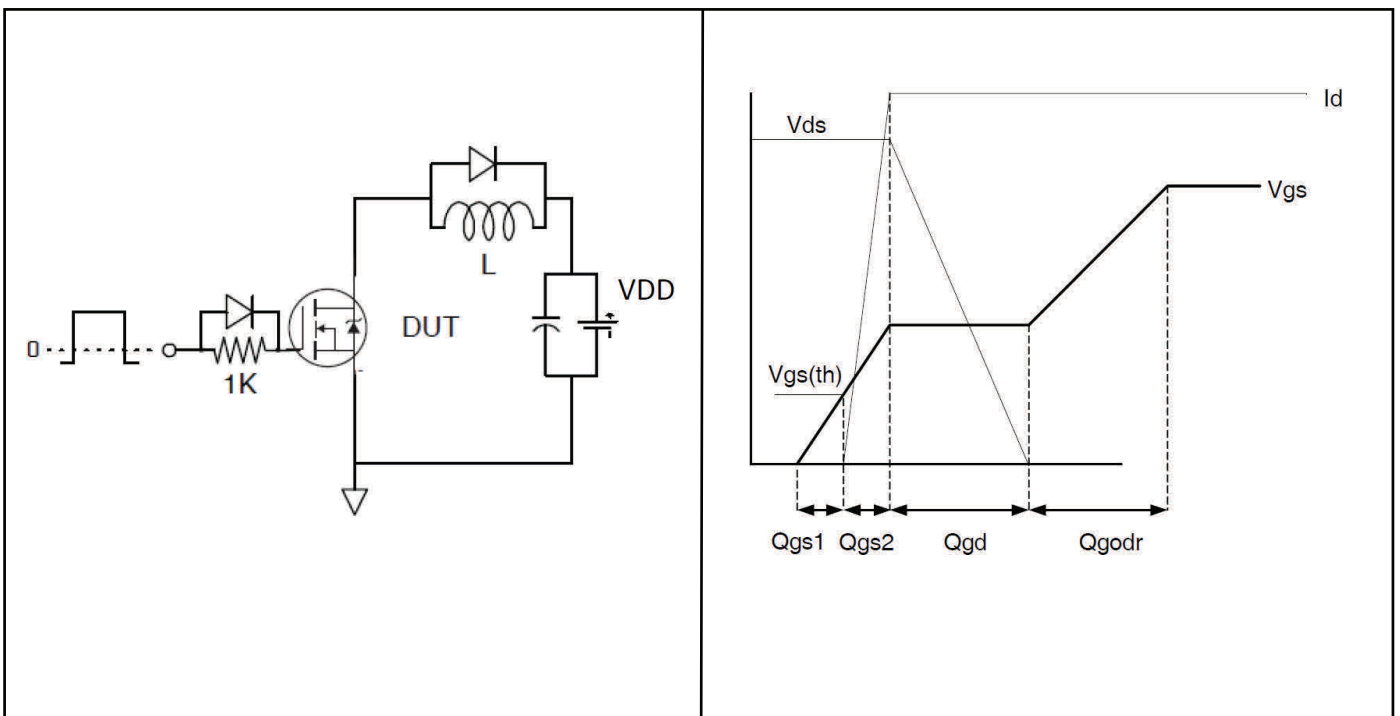 L
VDD
DUT
0
1K
Id
Vds
Vgs
Vgs(th)
Qgs1 Qgs2 Qgd Qgodr